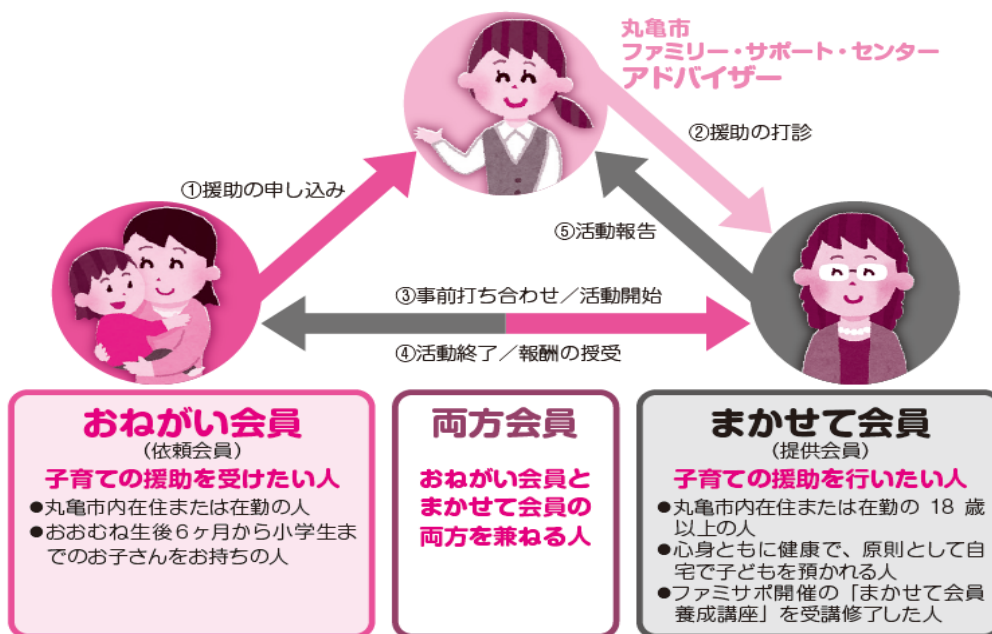 丸亀市
ファミリー・サポート・センター
アドバイザー
②援助の打診
①援助の申し込み
⑤活動報告
③事前打ち合わせ／活動開始
④活動終了／報酬の授受
おねがい会員
(依頼会員)
子育ての援助を受けたい人
●丸亀市内在住または在勤の人
●おおむね生後６ヶ月から小学生ま
でのお子さんをお持ちの人
両方会員
おねがい会員と
まかせて会員の
両方を兼ねる人
まかせて会員
(提供会員)
子育ての援助を行いたい人
●丸亀市内在住または在勤の 18 歳
以上の人
●心身ともに健康で、原則として自
宅で子どもを預かれる人
●ファミサポ開催の「まかせて会員
養成講座」を受講修了した人